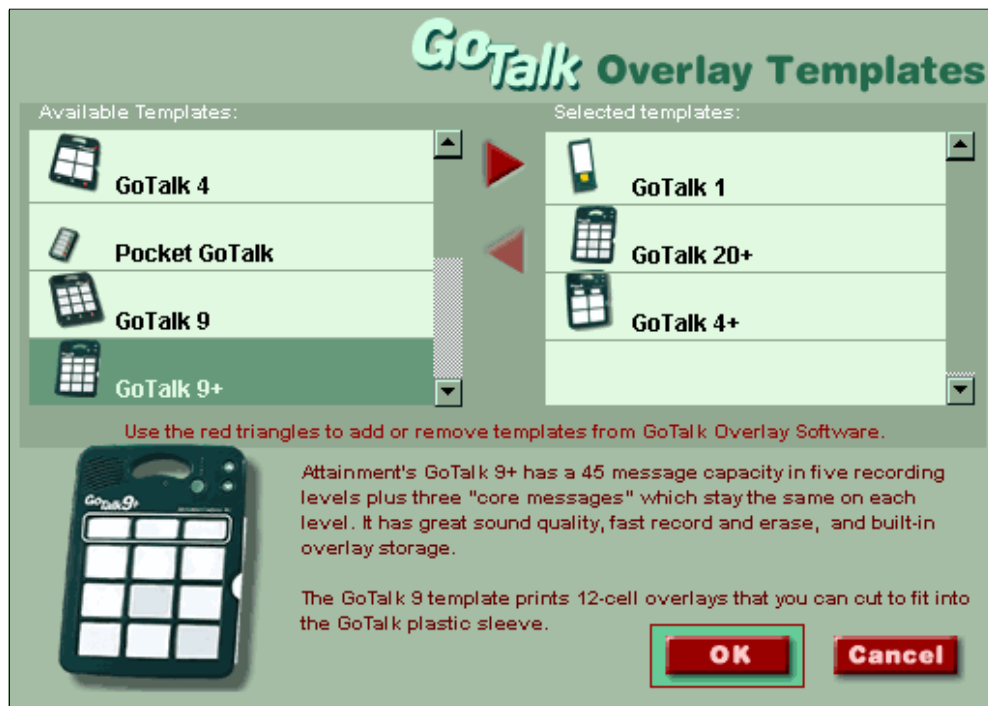 GoTalk Overlay Templates
Available Templates:
Selected templates:
GoTalk 4
Pocket GoTalk
GoTalk 9
GoTalk 9+
GoTalk 1
GoTalk 20+
GoTalk 4+
Use the red triangles to add or remove templates from GoTalk Overlay Software.
GoTalk 9+
Attainment's GoTalk 9+ has a 45 message capacity in five recording
levels plus three "core messages" which stay the same on each
level. It has great sound quality, fast record and erase, and built-in
overlay storage.
The GoTalk 9 template prints 12-cell overlays that you can cut to fit into
the GoTalk plastic sleeve.
OK
Cancel